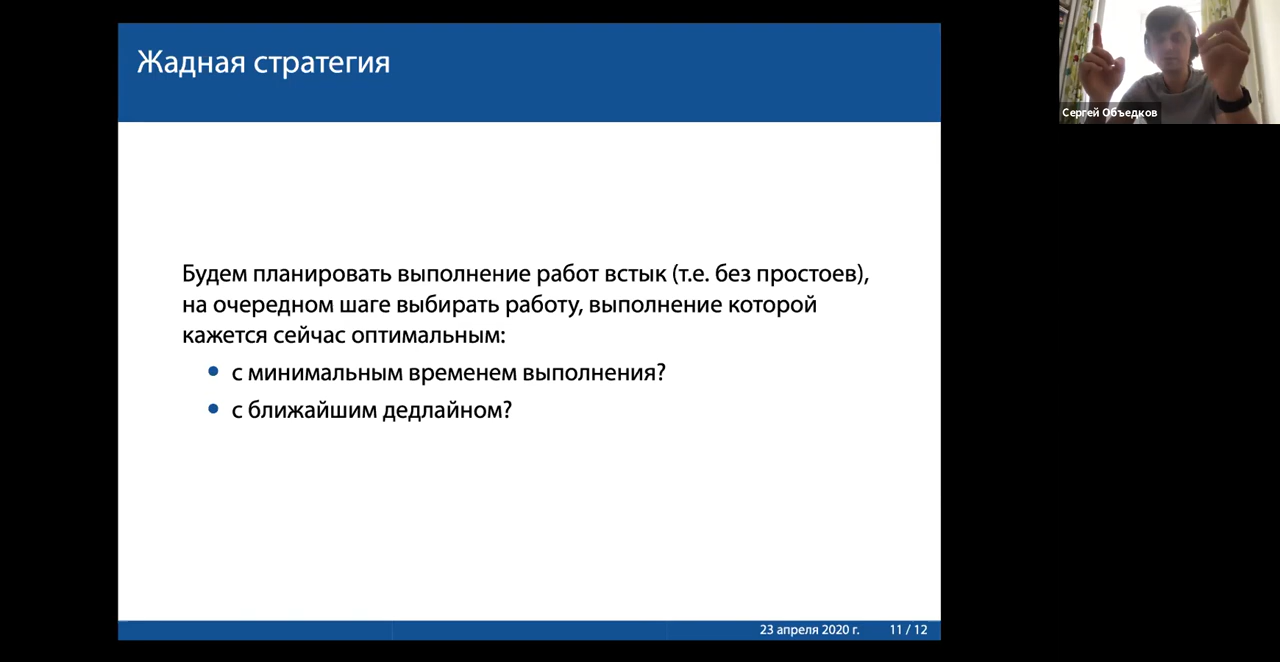 Жадная стратегия
Сергей Объедков
Будем планировать выполнение работ встык (т.е. без простоев),
на очередном шаге выбирать работу, выполнение которой
кажется сейчас оптимальным:
• с минимальным временем выполнения?
• с ближайшим дедлайном?
23 апреля 2020 г. 11 / 12